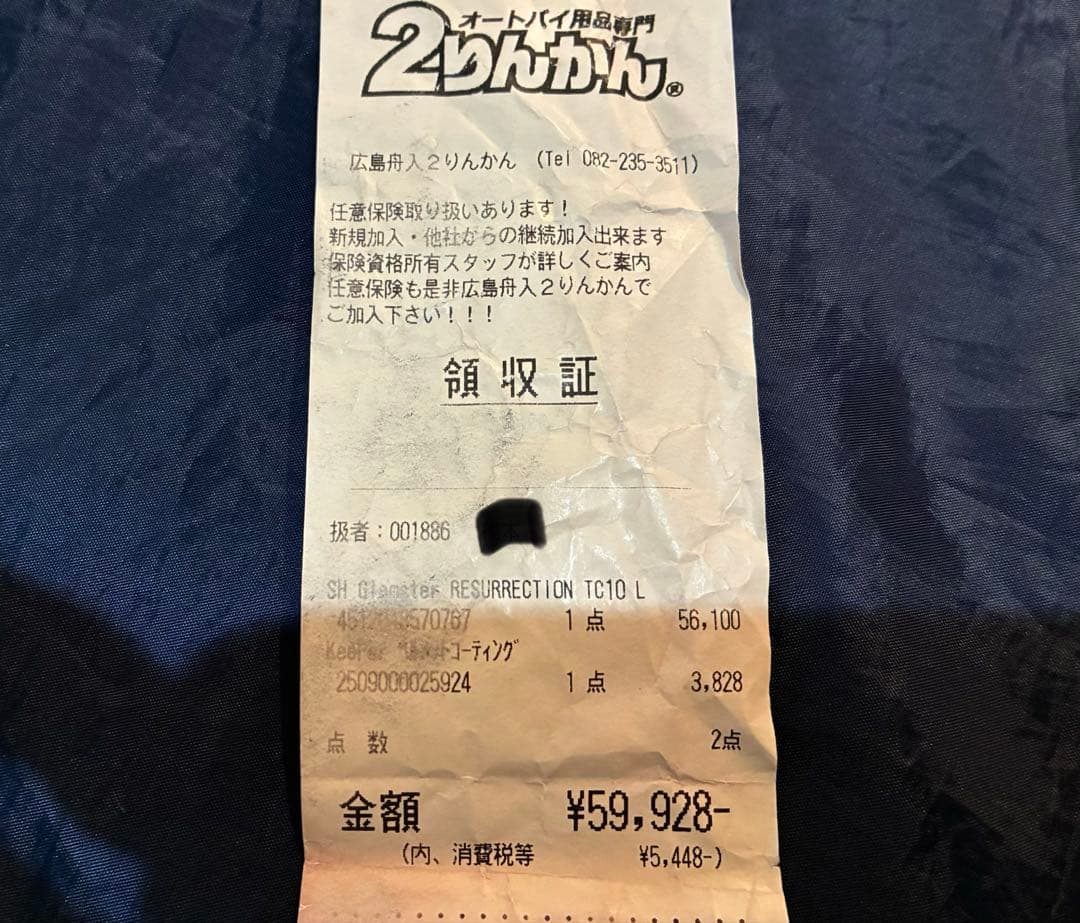 オートバイ用品専門
2りんかん®
広島舟入2りんかん (Tel 082-235-3511)
任意保険取り扱いあります！
新規加入・他社からの継続加入出来ます
保険資格所有スタッフが詳しくご案内
任意保険も是非広島舟入2りんかんで
ご加入下さい！！！
領収証
扱者：001886
SH Glamster RESURRECTION TC10 L
1点 56,100
KeePer コーティング
2509000025924 1点 3,828
点数 2点
金額 ¥59,928-
(内、消費税等 ¥5,448-)